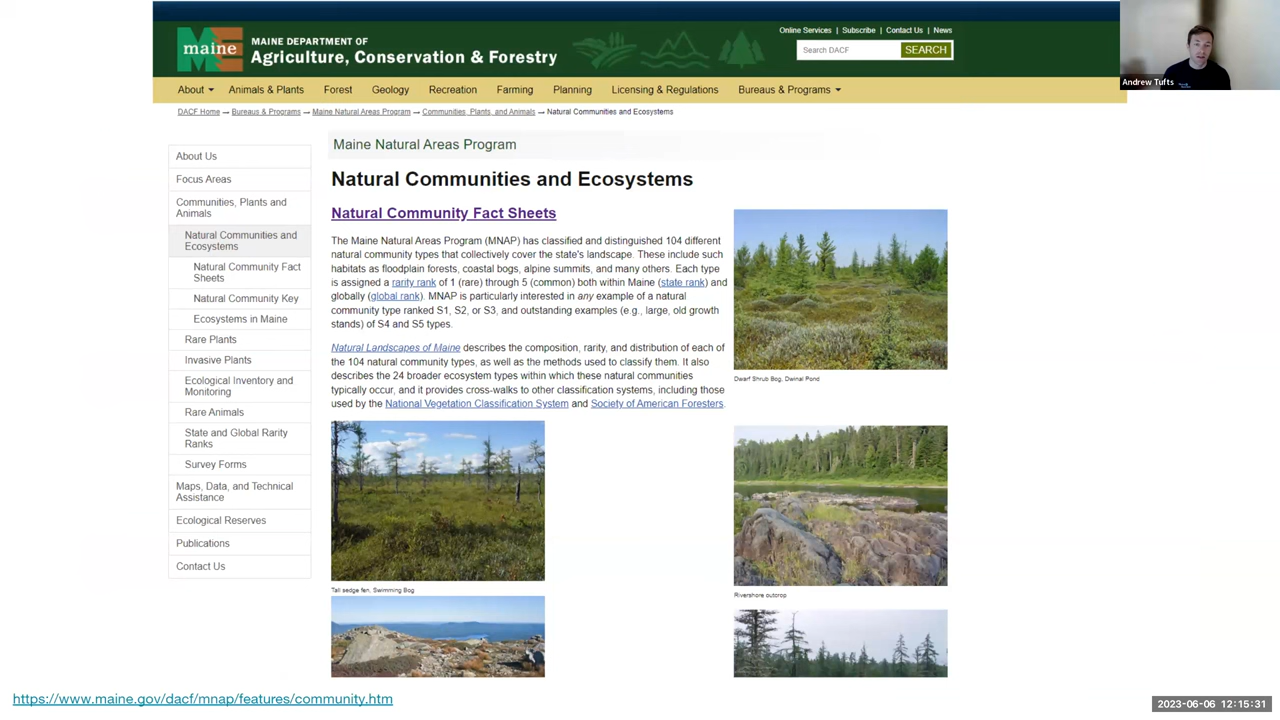 Online Services | Subscribe | Contact Us | News
maine
MAINE DEPARTMENT OF
Agriculture, Conservation & Forestry
Search DACF
SEARCH
Andrew Tufts
About
Animals & Plants
Forest
Geology
Recreation
Farming
Planning
Licensing & Regulations
Bureaus & Programs
DACF Home → Bureaus & Programs → Maine Natural Areas Program → Communities, Plants, and Animals → Natural Communities and Ecosystems
About Us
Focus Areas
Communities, Plants and
Animals
Natural Communities and
Ecosystems
Natural Community Fact
Sheets
Natural Community Key
Ecosystems in Maine
Rare Plants
Invasive Plants
Ecological Inventory and
Monitoring
Rare Animals
State and Global Rarity
Ranks
Survey Forms
Maps, Data, and Technical
Assistance
Ecological Reserves
Publications
Contact Us
Maine Natural Areas Program
Natural Communities and Ecosystems
Natural Community Fact Sheets
The Maine Natural Areas Program (MNAP) has classified and distinguished 104 different
natural community types that collectively cover the state's landscape. These include such
habitats as floodplain forests, coastal bogs, alpine summits, and many others. Each type
is assigned a rarity rank of 1 (rare) through 5 (common) both within Maine (state rank) and
globally (global rank). MNAP is particularly interested in any example of a natural
community type ranked S1, S2, or S3, and outstanding examples (e.g., large, old growth
stands) of S4 and S5 types.
Natural Landscapes of Maine describes the composition, rarity, and distribution of each of
the 104 natural community types, as well as the methods used to classify them. It also
describes the 24 broader ecosystem types within which these natural communities
typically occur, and it provides cross-walks to other classification systems, including those
used by the National Vegetation Classification System and Society of American Foresters.
Dwarf Shrub Bog, Dwinal Pond
Tall sedge fen, Swimming Bog
Rivershore outcrop
https://www.maine.gov/dacf/mnap/features/community.htm
2023-06-06 12:15:31